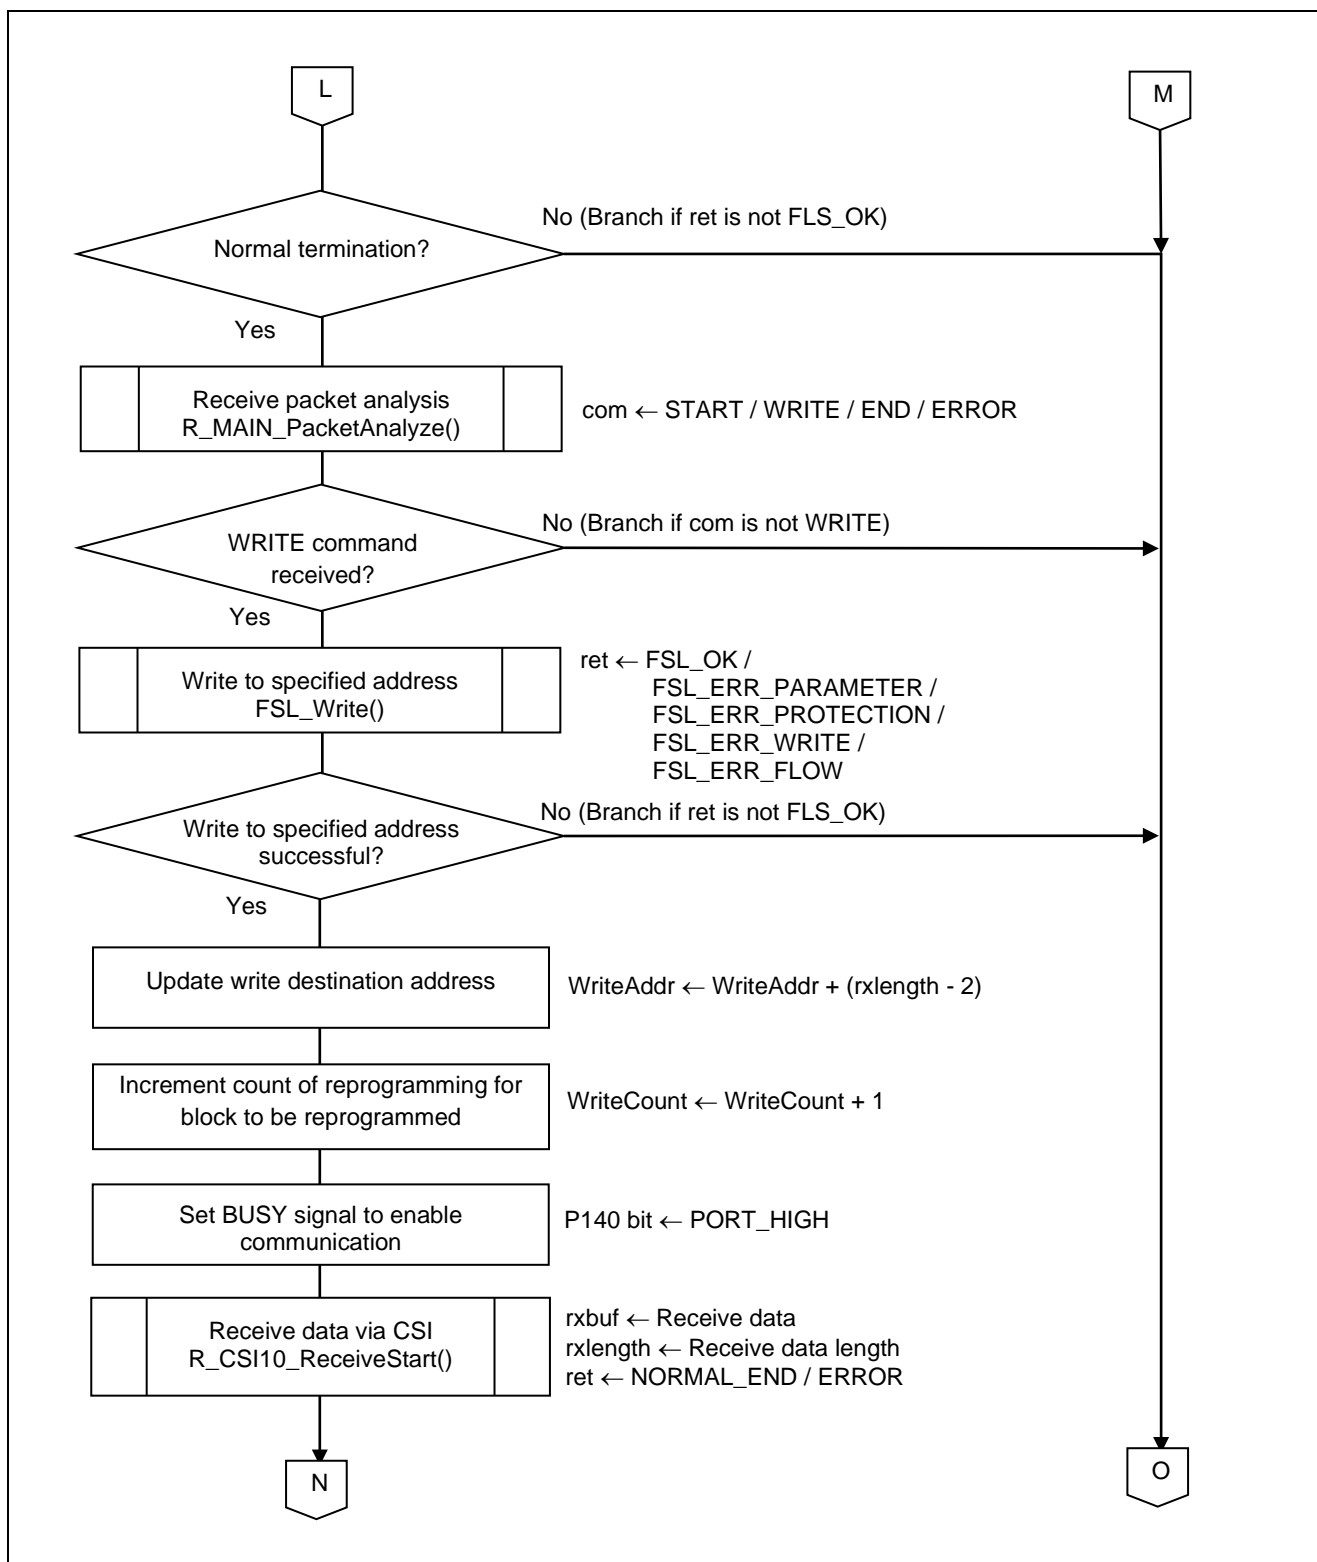 L
M
No (Branch if ret is not FLS_OK)
Normal termination?
Yes
Receive packet analysis
R_MAIN_PacketAnalyze()
com ← START / WRITE / END / ERROR
No (Branch if com is not WRITE)
WRITE command
received?
Yes
Write to specified address
FSL_Write()
ret ← FSL_OK /
FSL_ERR_PARAMETER /
FSL_ERR_PROTECTION /
FSL_ERR_WRITE /
FSL_ERR_FLOW
No (Branch if ret is not FLS_OK)
Write to specified address
successful?
Yes
Update write destination address
WriteAddr ← WriteAddr + (rxlength - 2)
Increment count of reprogramming for
block to be reprogrammed
WriteCount ← WriteCount + 1
Set BUSY signal to enable
communication
P140 bit ← PORT_HIGH
Receive data via CSI
R_CSI10_ReceiveStart()
rxbuf ← Receive data
rxlength ← Receive data length
ret ← NORMAL_END / ERROR
N
O